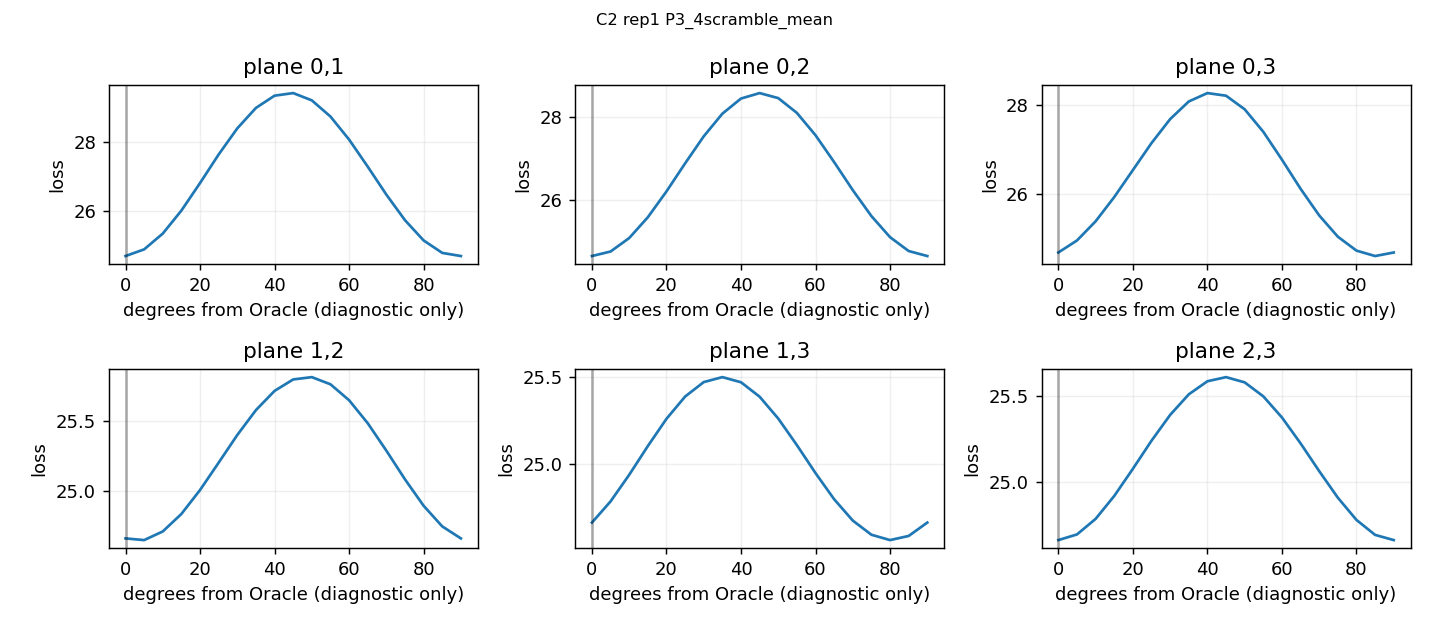 C2 rep1 P3_4scramble_mean
plane 0,1
loss
28
26
0 20 40 60 80
degrees from Oracle (diagnostic only)
plane 0,2
loss
28
26
0 20 40 60 80
degrees from Oracle (diagnostic only)
plane 0,3
loss
28
26
0 20 40 60 80
degrees from Oracle (diagnostic only)
plane 1,2
loss
25.5
25.0
0 20 40 60 80
degrees from Oracle (diagnostic only)
plane 1,3
loss
25.5
25.0
0 20 40 60 80
degrees from Oracle (diagnostic only)
plane 2,3
loss
25.5
25.0
0 20 40 60 80
degrees from Oracle (diagnostic only)